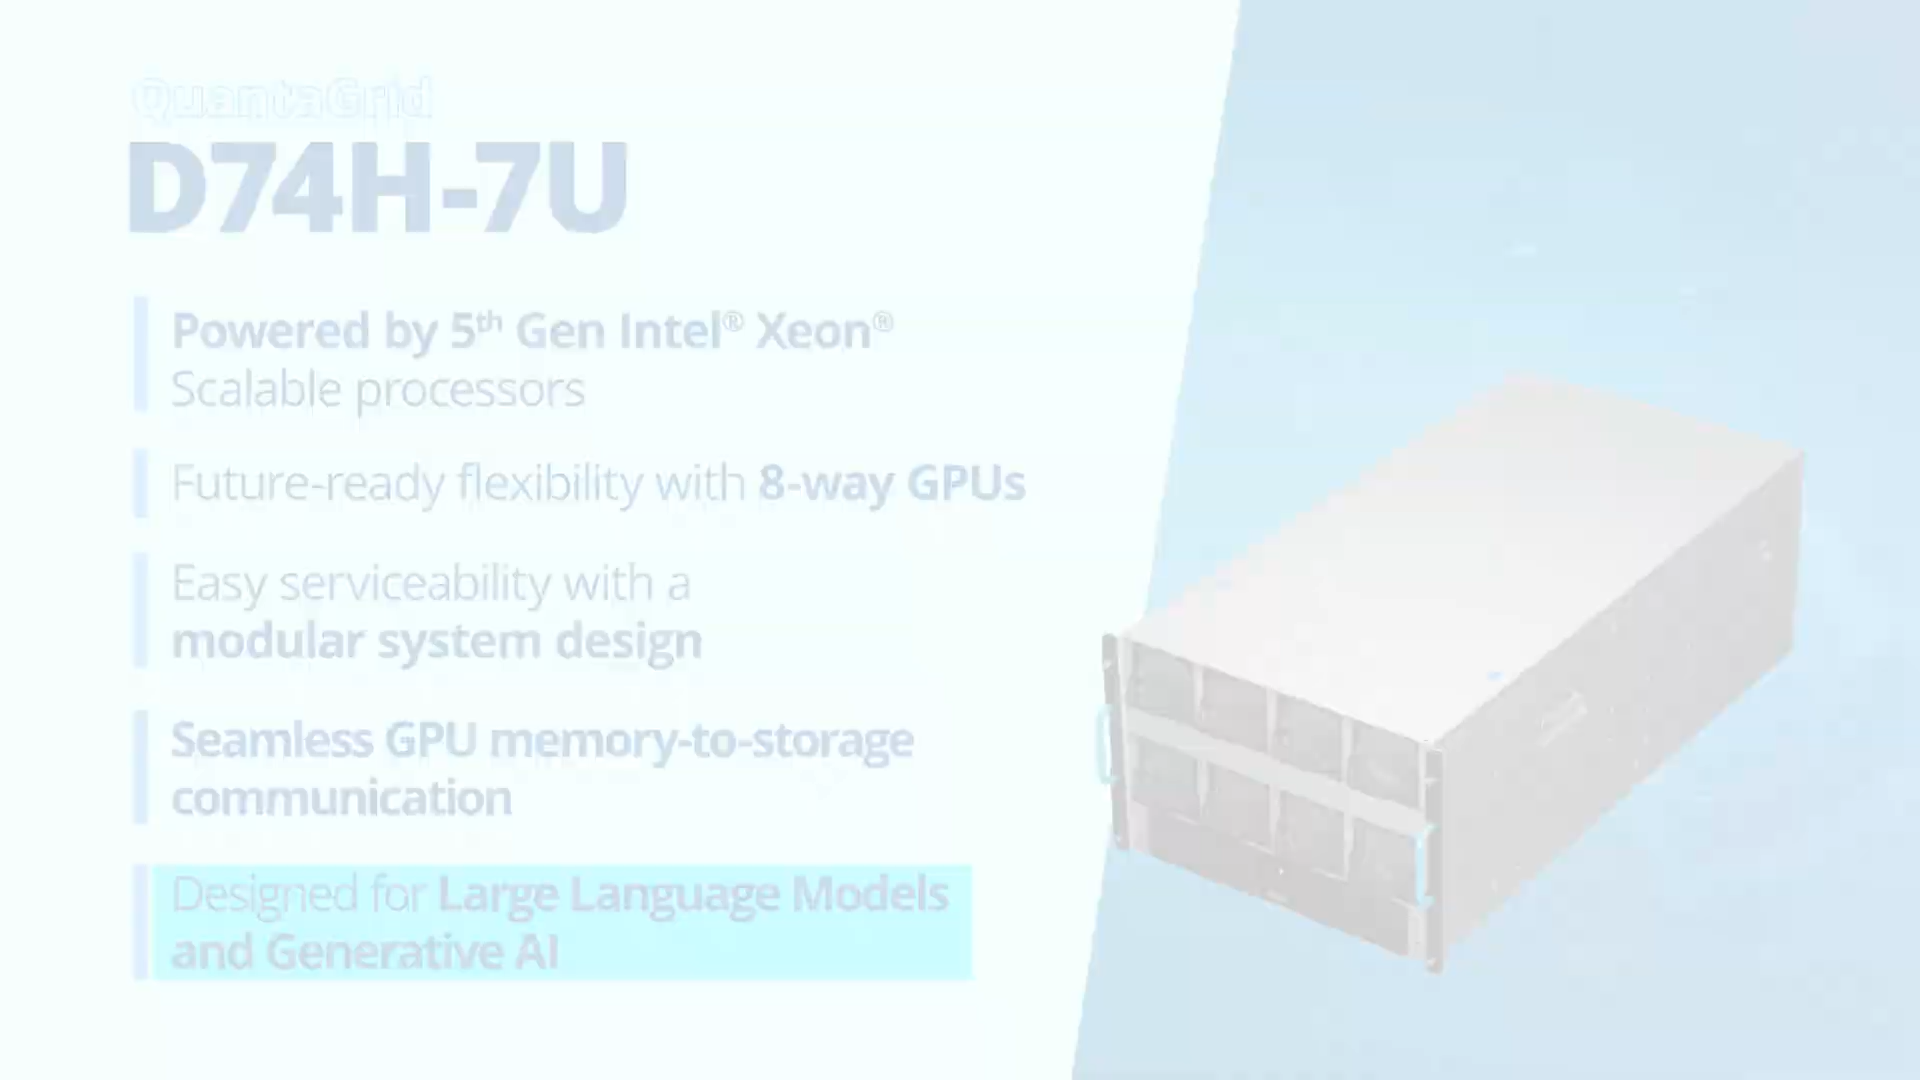 QuantaGrid
D74H-7U
Powered by 5th Gen Intel® Xeon®
Scalable processors
Future-ready flexibility with 8-way GPUs
Easy serviceability with a
modular system design
Seamless GPU memory-to-storage
communication
Designed for Large Language Models
and Generative AI